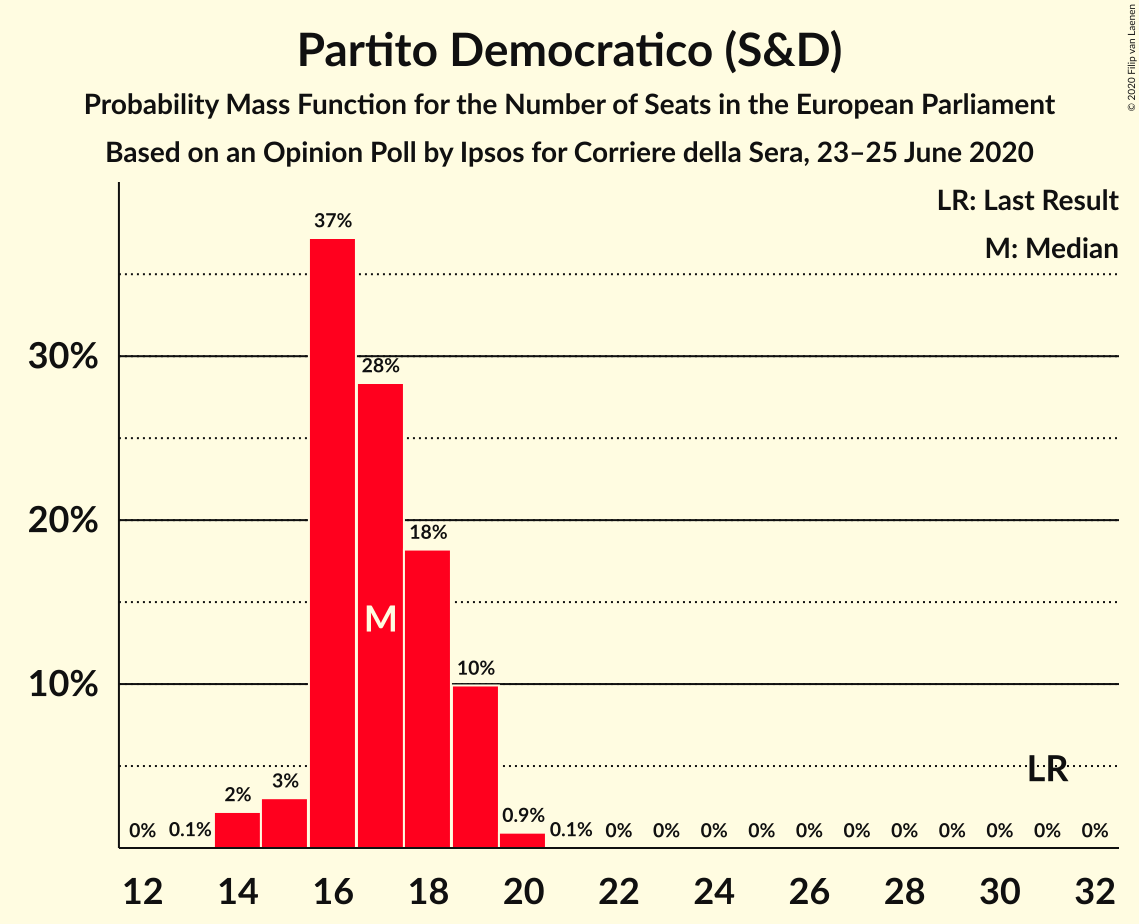 Partito Democratico (S&D)
Probability Mass Function for the Number of Seats in the European Parliament
Based on an Opinion Poll by Ipsos for Corriere della Sera, 23–25 June 2020
© 2020 Filip van Laenen
LR: Last Result
M: Median
37%
30%
28%
20%
18%
M
10%
10%
LR
0% 0.1% 2% 3% 0.9% 0.1% 0% 0% 0% 0% 0% 0% 0% 0% 0% 0% 0%
12 14 16 18 20 22 24 26 28 30 32